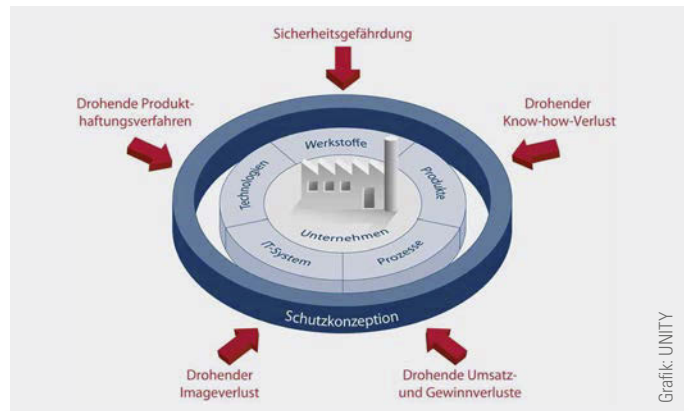 Sicherheitsgefährdung
Drohende Produkt-
haftungsverfahren
Drohender
Know-how-Verlust
Werkstoffe
Technologien
Produkte
Unternehmen
IT-System
Prozesse
Schutzkonzeption
Drohender
Imageverlust
Drohende Umsatz-
und Gewinnverluste
Grafik: UNITY